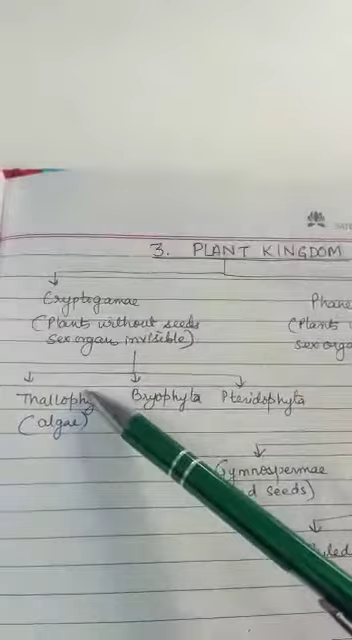 3. PLANT KINGDOM
Cryptogamae
(Plants without seeds
sex organ invisible)
Phane
(Plants
sex orga
Thalloph
(algae)
Bryophyta
Pteridophyta
Gymnospermae
d seeds)